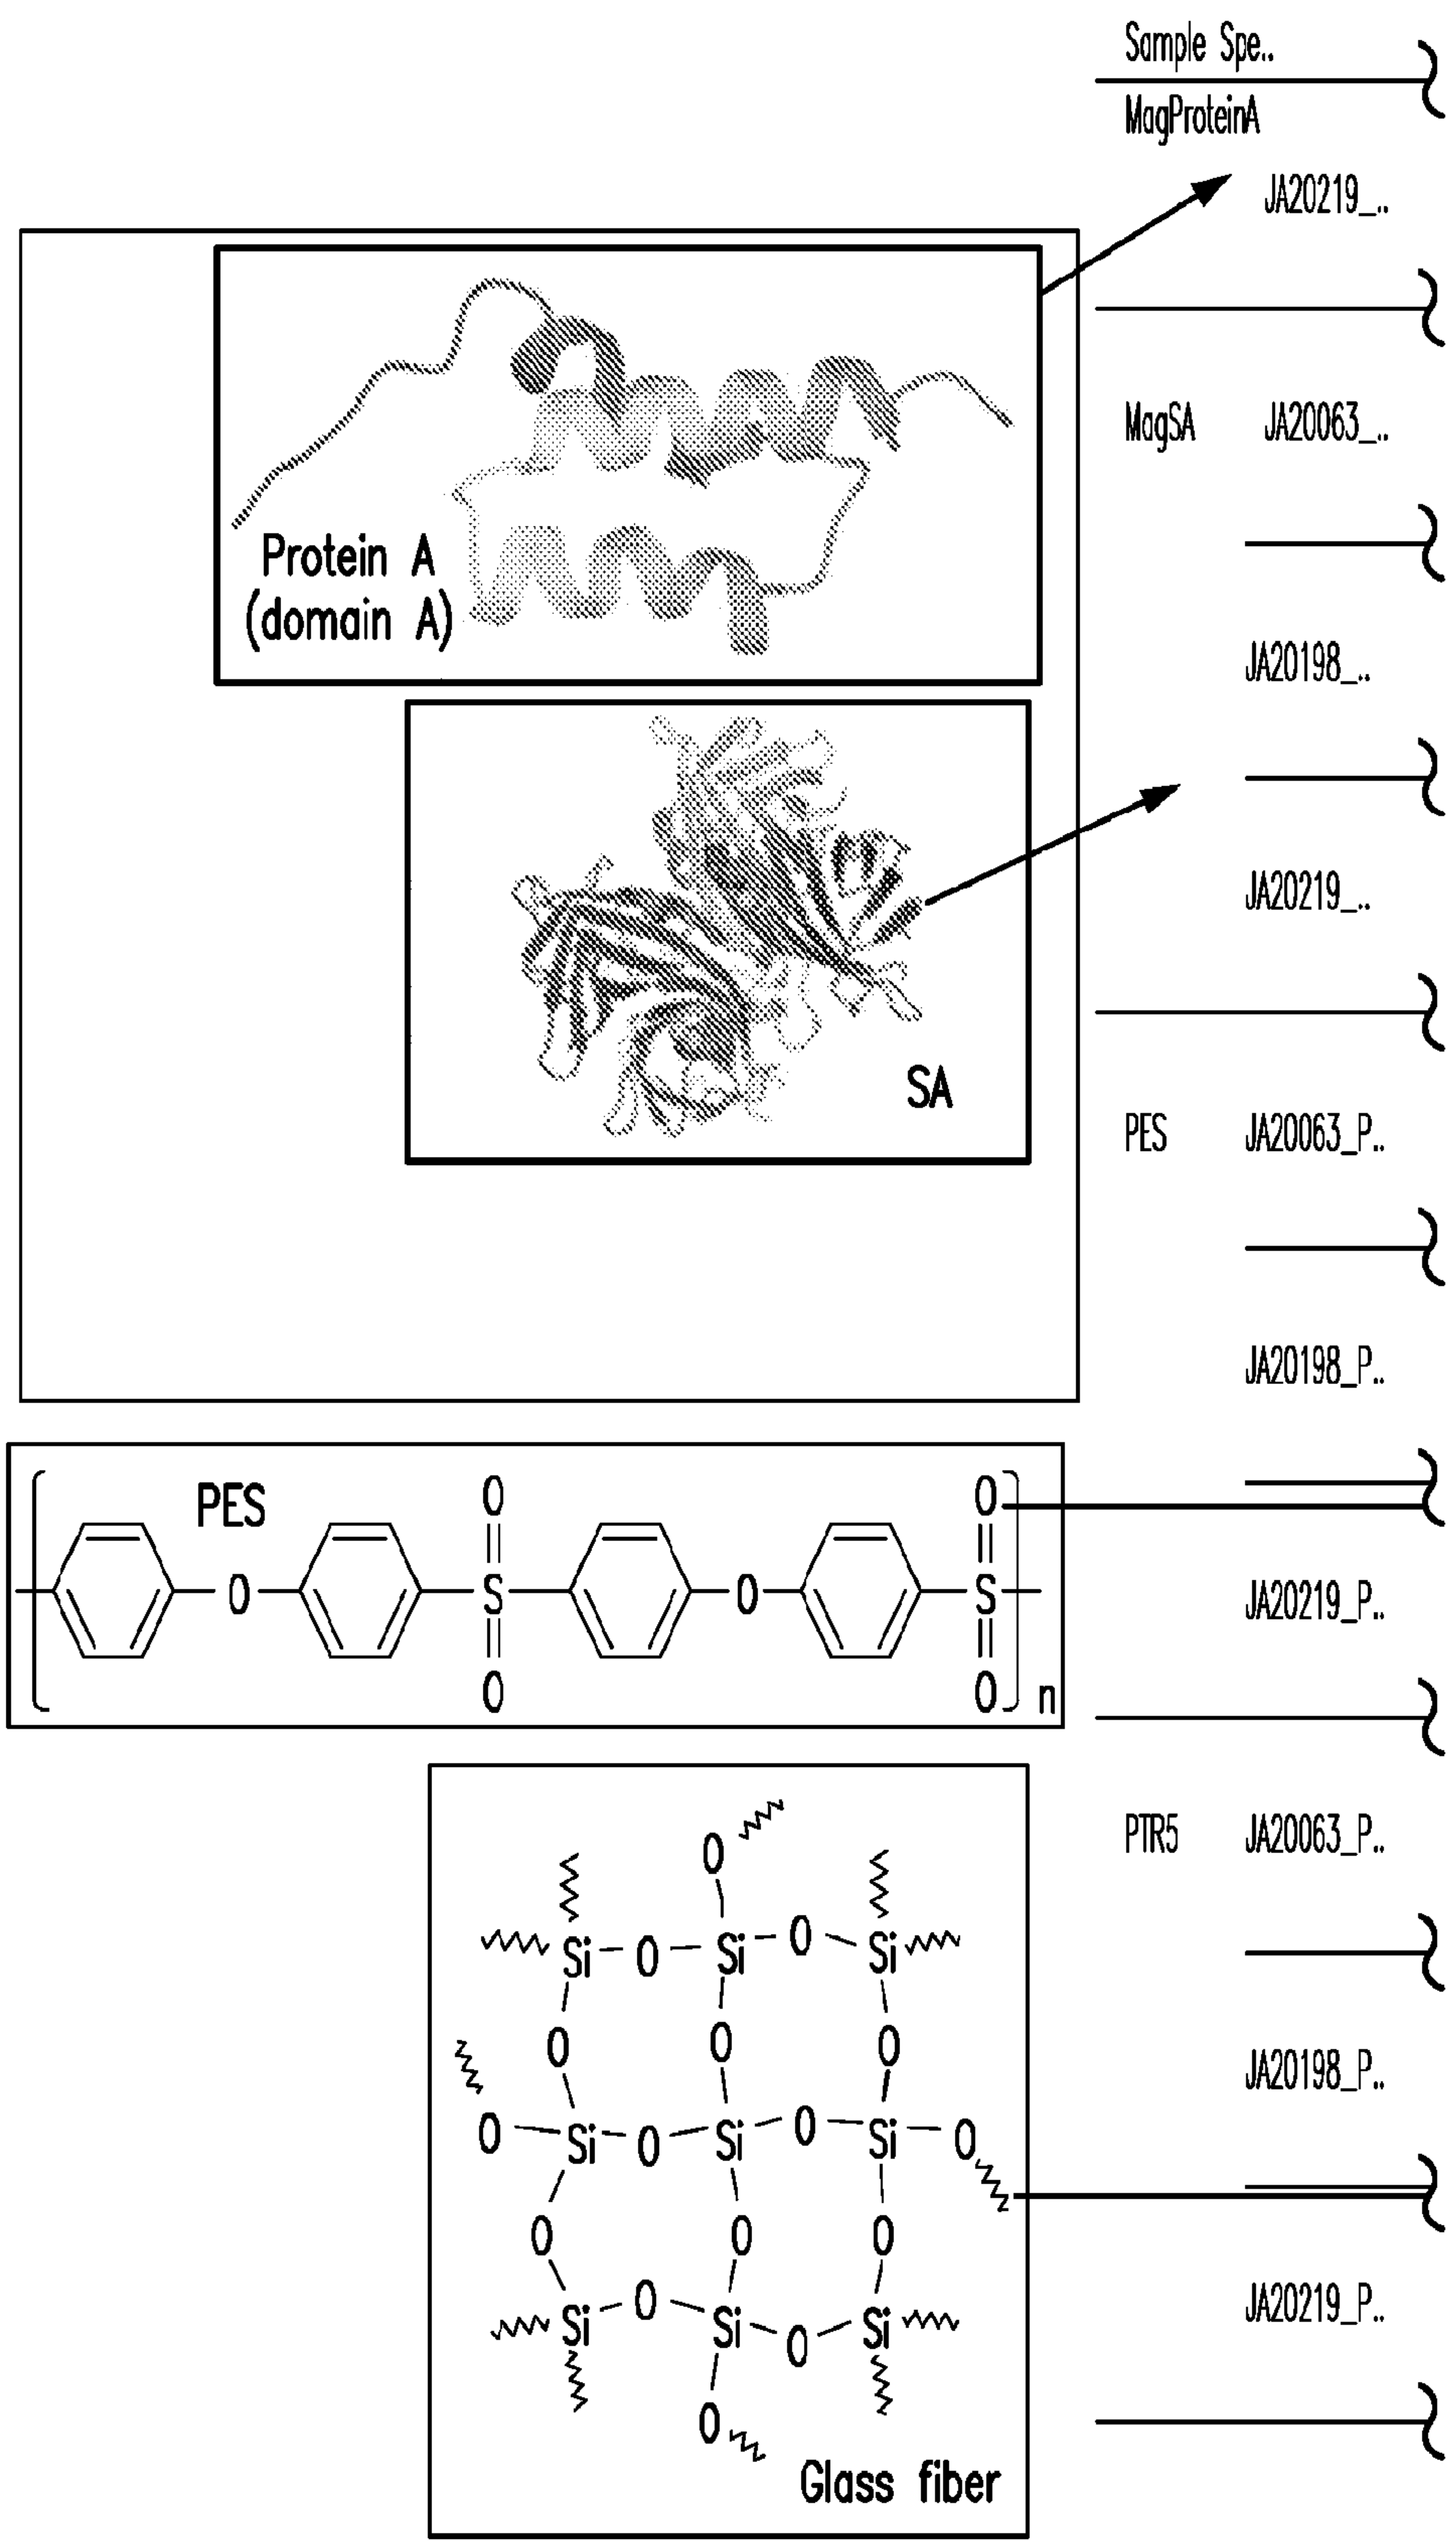 Sample Spe..
MagProteinA
JA20219_..
Protein A
(domain A)
MagSA JA20063_..
JA20198_..
JA20219_..
SA
PES JA20063_P..
JA20198_P..
PES
O O
O S O S
O O n
JA20219_P..
PTR5 JA20063_P..
O
Si O Si O Si
O O O
JA20198_P..
O Si O Si O Si O
O O O
JA20219_P..
Si O Si O Si
O
Glass fiber